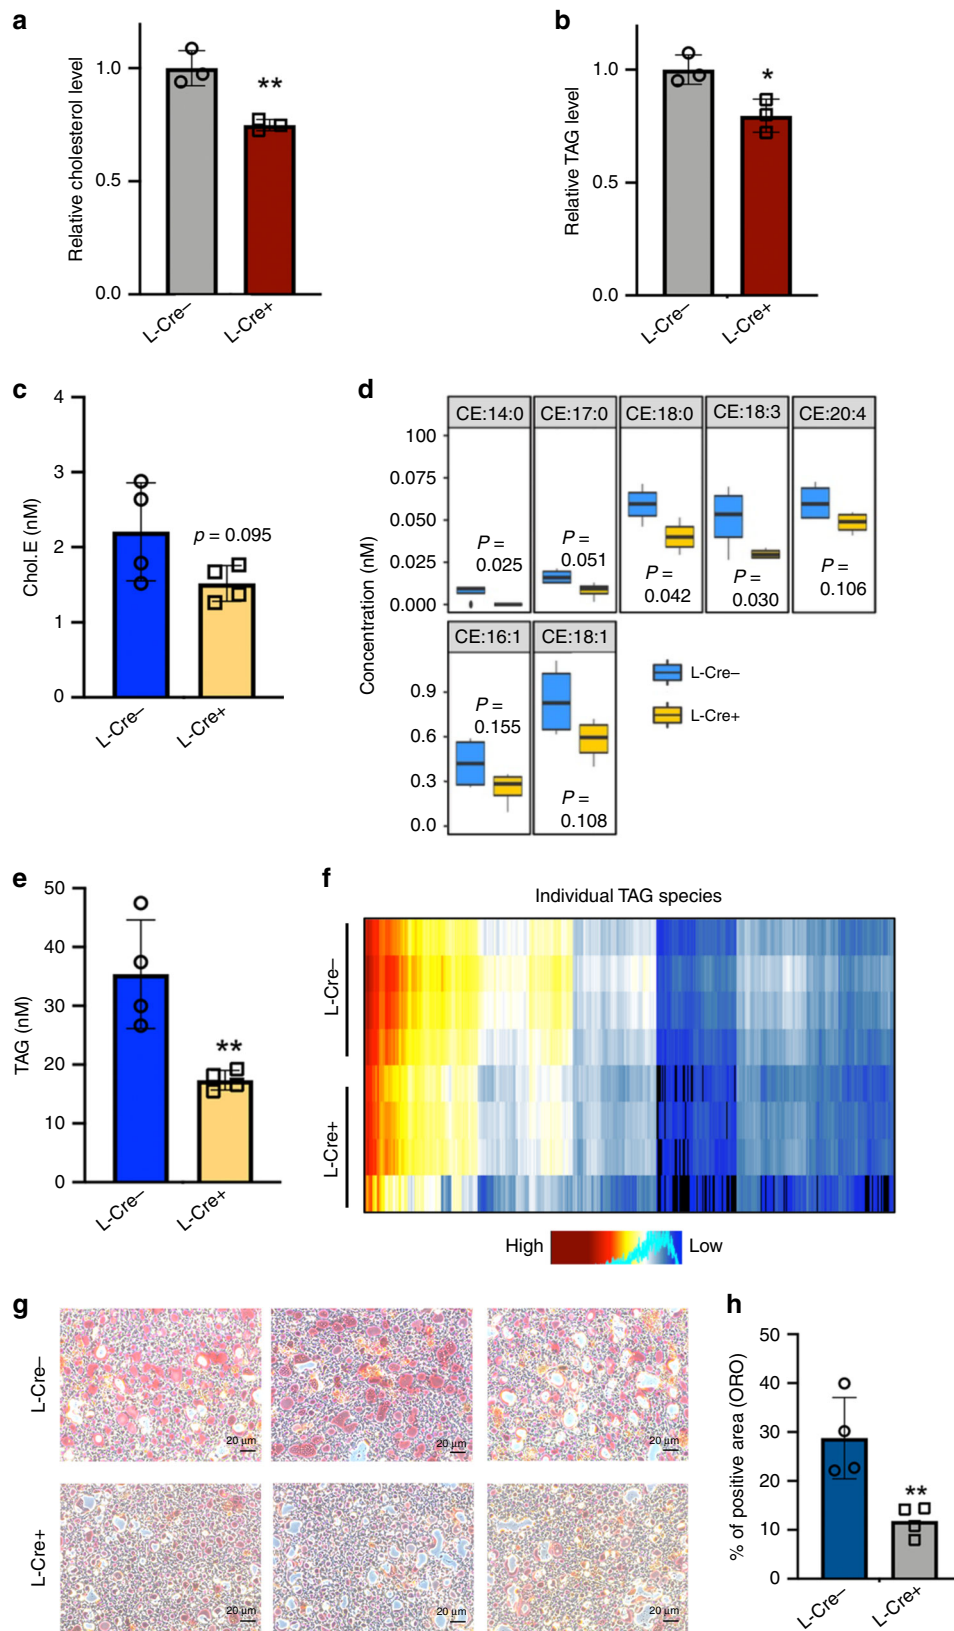 a
Relative cholesterol level
1.0
0.5
0.0
**
L-Cre–
L-Cre+
b
Relative TAG level
1.0
0.5
0.0
*
L-Cre–
L-Cre+
c
Chol.E (nM)
4
3
2
1
0
p = 0.095
L-Cre–
L-Cre+
d
Concentration (nM)
CE:14:0
CE:17:0
CE:18:0
CE:18:3
CE:20:4
100
0.075
0.050
0.025
0.000
P =
0.025
P =
0.051
P =
0.042
P =
0.030
P =
0.106
CE:16:1
CE:18:1
0.9
0.6
0.3
0.0
P =
0.155
P =
0.108
L-Cre–
L-Cre+
e
TAG (nM)
50
40
30
20
10
0
**
L-Cre–
L-Cre+
f
Individual TAG species
L-Cre–
L-Cre+
High
Low
g
L-Cre–
20 µm
20 µm
20 µm
L-Cre+
20 µm
20 µm
20 µm
h
% of positive area (ORO)
50
40
30
20
10
0
**
L-Cre–
L-Cre+